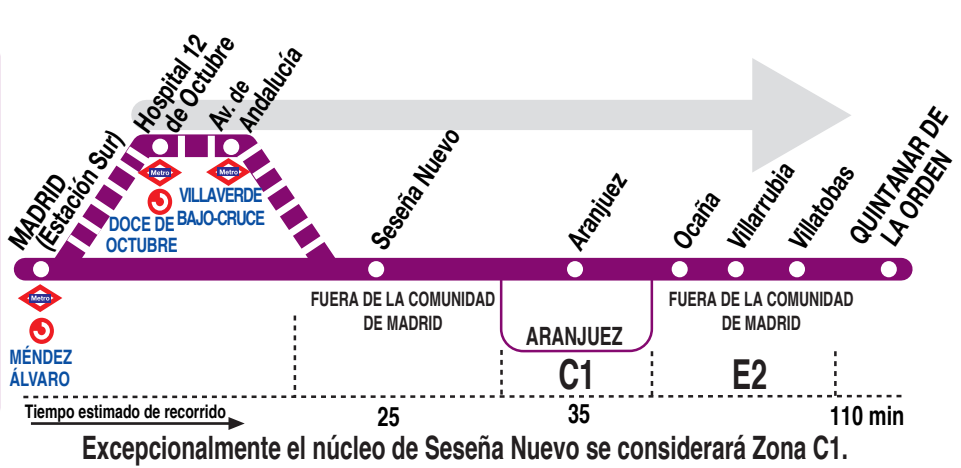 MADRID
(Estación Sur)
Hospital 12
de Octubre
Av. de
Andalucía
Seseña Nuevo
Aranjuez
Ocaña
Villarrubia
Villatobas
QUINTANAR DE
LA ORDEN
Metro
DOCE DE
OCTUBRE
Metro
VILLAVERDE
BAJO-CRUCE
Metro
MÉNDEZ
ÁLVARO
FUERA DE LA COMUNIDAD
DE MADRID
ARANJUEZ
FUERA DE LA COMUNIDAD
DE MADRID
C1
E2
Tiempo estimado de recorrido
25
35
110 min
Excepcionalmente el núcleo de Seseña Nuevo se considerará Zona C1.